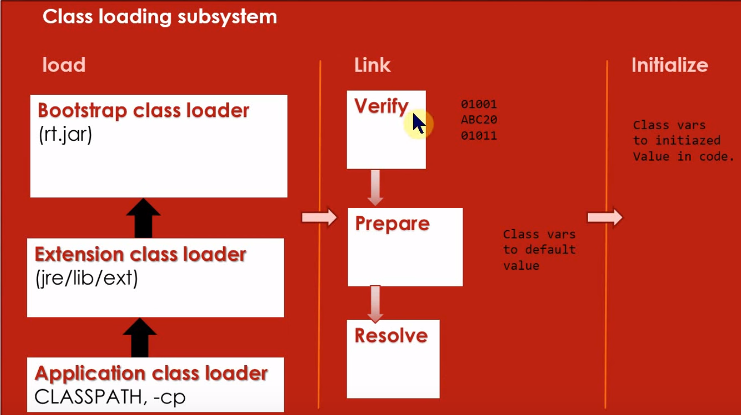 Class loading subsystem
load
Bootstrap class loader
(rt.jar)
Extension class loader
(jre/lib/ext)
Application class loader
CLASSPATH, -cp
Link
Verify
01001
ABC20
01011
Prepare
Class vars
to default
value
Resolve
Initialize
Class vars
to initiazed
Value in code.